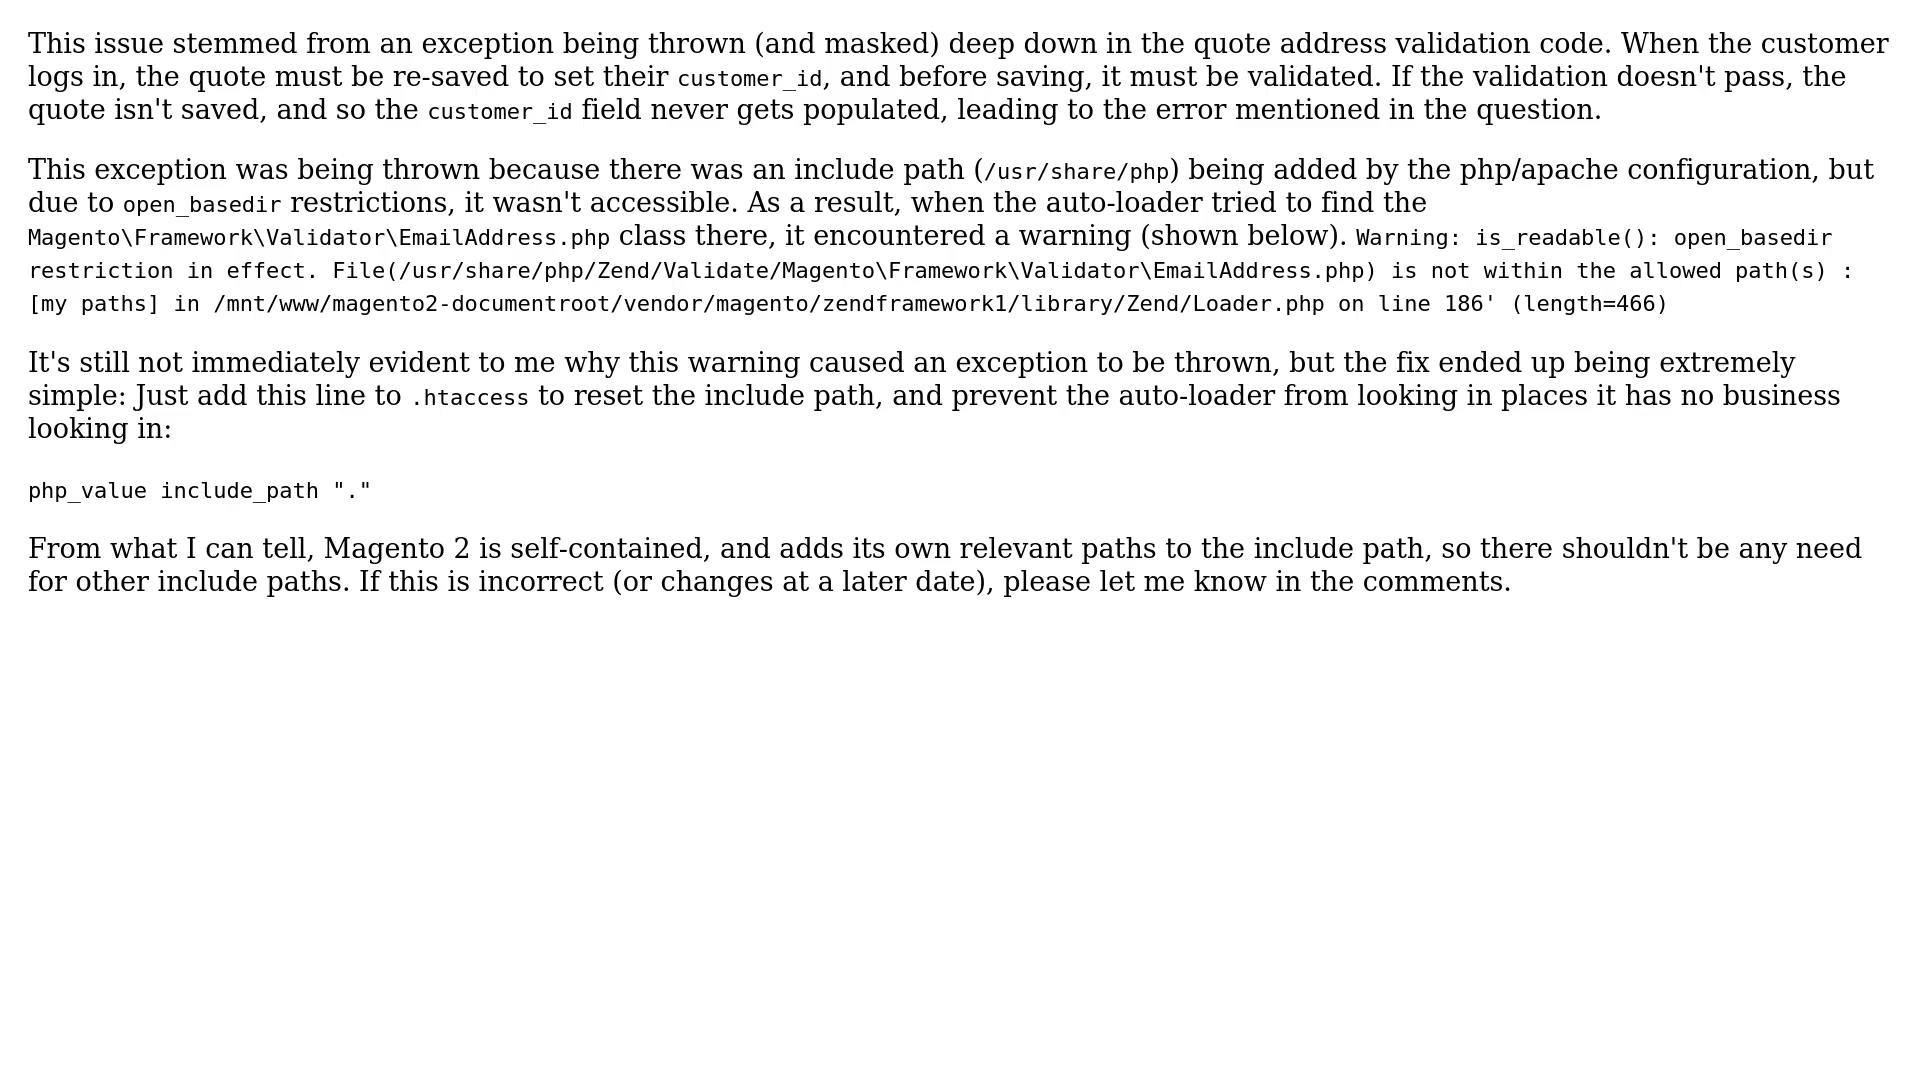 This issue stemmed from an exception being thrown (and masked) deep down in the quote address validation code. When the customer
logs in, the quote must be re-saved to set their customer_id, and before saving, it must be validated. If the validation doesn't pass, the
quote isn't saved, and so the customer_id field never gets populated, leading to the error mentioned in the question.
This exception was being thrown because there was an include path (/usr/share/php) being added by the php/apache configuration, but
due to open_basedir restrictions, it wasn't accessible. As a result, when the auto-loader tried to find the
Magento\Framework\Validator\EmailAddress.php class there, it encountered a warning (shown below). Warning: is_readable(): open_basedir
restriction in effect. File(/usr/share/php/Zend/Validate/Magento\Framework\Validator\EmailAddress.php) is not within the allowed path(s) :
[my paths] in /mnt/www/magento2-documentroot/vendor/magento/zendframework1/library/Zend/Loader.php on line 186' (length=466)
It's still not immediately evident to me why this warning caused an exception to be thrown, but the fix ended up being extremely
simple: Just add this line to .htaccess to reset the include path, and prevent the auto-loader from looking in places it has no business
looking in:
php_value include_path "."
From what I can tell, Magento 2 is self-contained, and adds its own relevant paths to the include path, so there shouldn't be any need
for other include paths. If this is incorrect (or changes at a later date), please let me know in the comments.